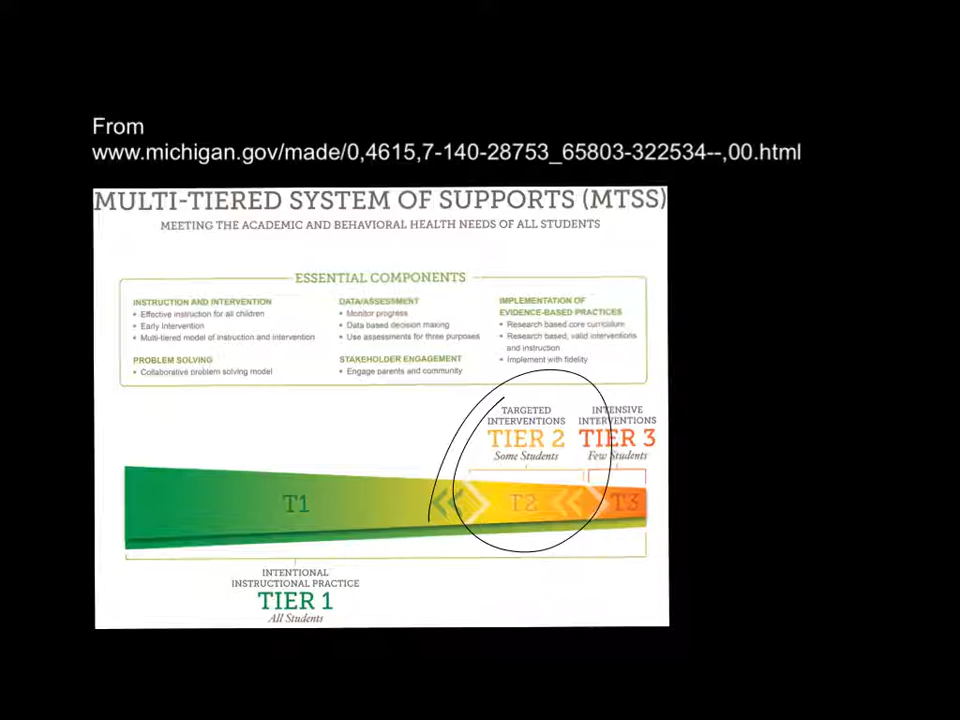 From
www.michigan.gov/made/0,4615,7-140-28753_65803-322534--,00.html
MULTI-TIERED SYSTEM OF SUPPORTS (MTSS)
MEETING THE ACADEMIC AND BEHAVIORAL HEALTH NEEDS OF ALL STUDENTS
ESSENTIAL COMPONENTS
INSTRUCTION AND INTERVENTION
• Effective instruction for all children
• Early intervention
• Multi-tiered model of instruction and intervention
PROBLEM SOLVING
• Collaborative problem solving model
DATA/ASSESSMENT
• Monitor progress
• Data based decision making
• Use assessments for three purposes
STAKEHOLDER ENGAGEMENT
• Engage parents and community
IMPLEMENTATION OF
EVIDENCE-BASED PRACTICES
• Research based core curriculum
• Research based, valid interventions
and instruction
• Implement with fidelity
TARGETED
INTERVENTIONS
TIER 2
Some Students
INTENSIVE
INTERVENTIONS
TIER 3
Few Students
T1
T2
T3
INTENTIONAL
INSTRUCTIONAL PRACTICE
TIER 1
All Students